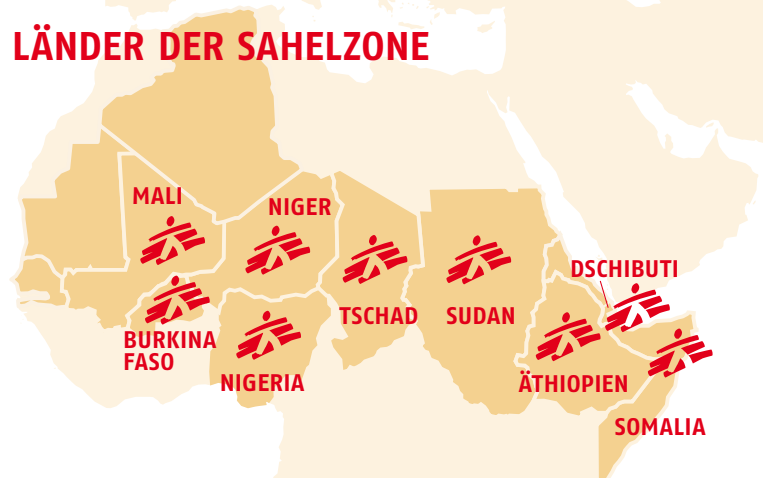 LÄNDER DER SAHELZONE
MALI
NIGER
DSCHIBUTI
TSCHAD
SUDAN
BURKINA
FASO
NIGERIA
ÄTHIOPIEN
SOMALIA